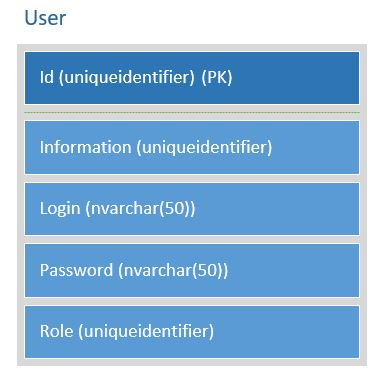 User
Id (uniqueidentifier) (PK)
Information (uniqueidentifier)
Login (nvarchar(50))
Password (nvarchar(50))
Role (uniqueidentifier)